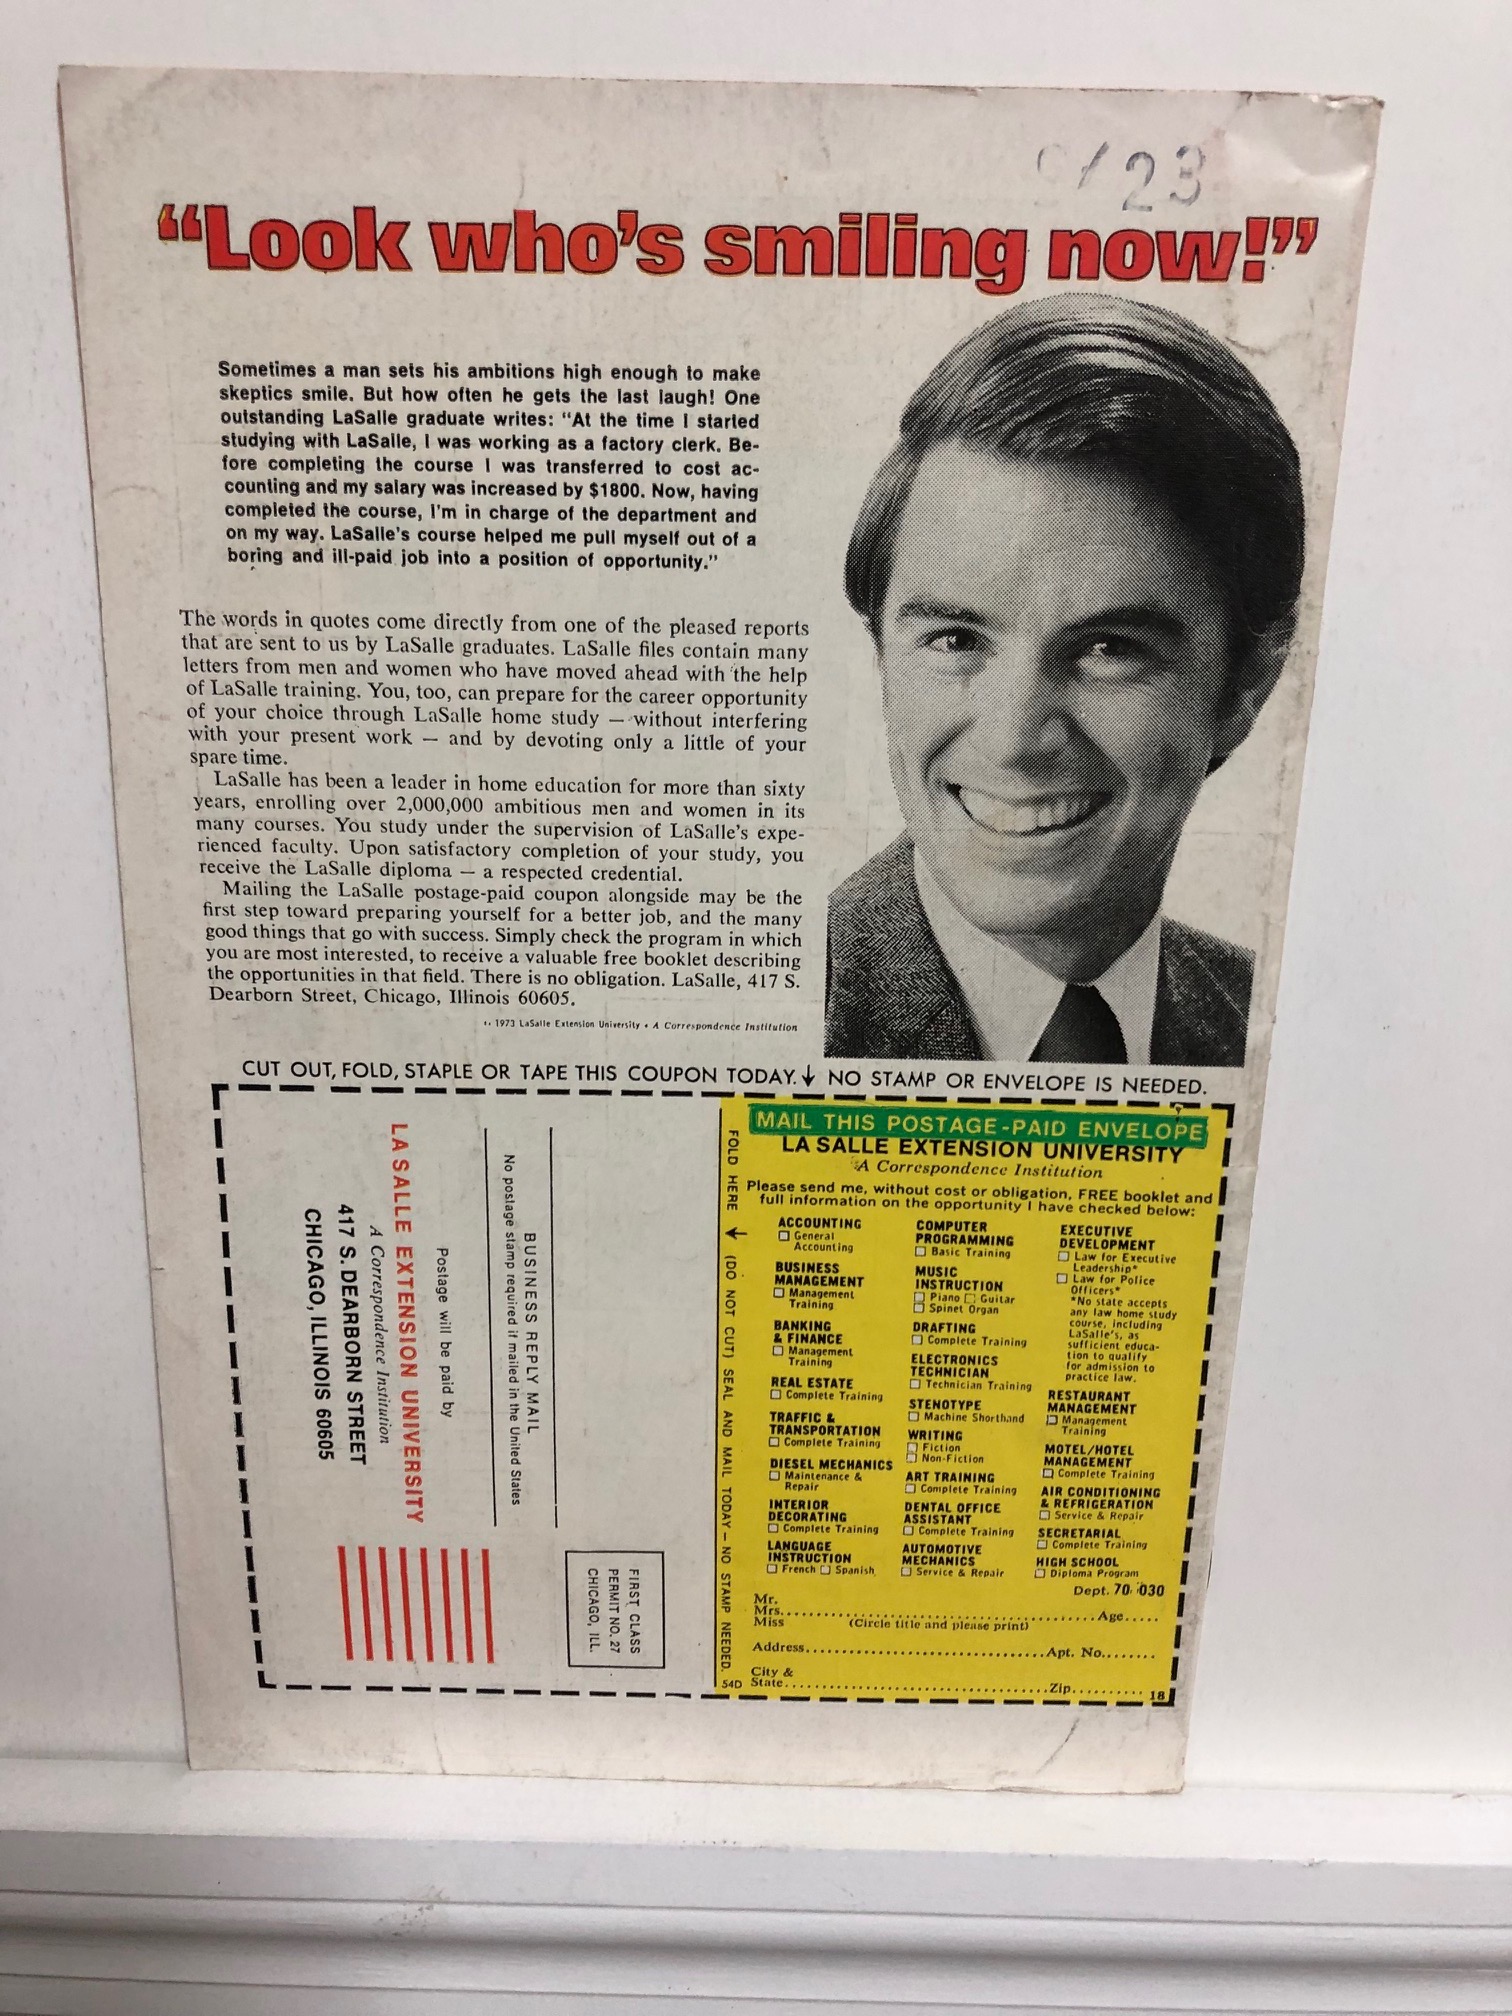 23
“Look who’s smiling now!”
Sometimes a man sets his ambitions high enough to make
skeptics smile. But how often he gets the last laugh! One
outstanding LaSalle graduate writes: “At the time I started
studying with LaSalle, I was working as a factory clerk. Be-
fore completing the course I was transferred to cost ac-
counting and my salary was increased by $1800. Now, having
completed the course, I’m in charge of the department and
on my way. LaSalle’s course helped me pull myself out of a
boring and ill-paid job into a position of opportunity.”
The words in quotes come directly from one of the pleased reports
that are sent to us by LaSalle graduates. LaSalle files contain many
letters from men and women who have moved ahead with the help
of LaSalle training. You, too, can prepare for the career opportunity
of your choice through LaSalle home study — without interfering
with your present work — and by devoting only a little of your
spare time.
LaSalle has been a leader in home education for more than sixty
years, enrolling over 2,000,000 ambitious men and women in its
many courses. You study under the supervision of LaSalle’s expe-
rienced faculty. Upon satisfactory completion of your study, you
receive the LaSalle diploma — a respected credential.
Mailing the LaSalle postage-paid coupon alongside may be the
first step toward preparing yourself for a better job, and the many
good things that go with success. Simply check the program in which
you are most interested, to receive a valuable free booklet describing
the opportunities in that field. There is no obligation. LaSalle, 417 S.
Dearborn Street, Chicago, Illinois 60605.
1973 LaSalle Extension University • A Correspondence Institution
CUT OUT, FOLD, STAPLE OR TAPE THIS COUPON TODAY.↓ NO STAMP OR ENVELOPE IS NEEDED.
FIRST CLASS
PERMIT NO. 27
CHICAGO, ILL.
BUSINESS REPLY MAIL
No postage stamp required if mailed in the United States
Postage will be paid by
LA SALLE EXTENSION UNIVERSITY
A Correspondence Institution
417 S. DEARBORN STREET
CHICAGO, ILLINOIS 60605
FOLD HERE ↓ (DO NOT CUT) SEAL AND MAIL TODAY — NO STAMP NEEDED.
54D
MAIL THIS POSTAGE-PAID ENVELOPE
LA SALLE EXTENSION UNIVERSITY
A Correspondence Institution
Please send me, without cost or obligation, FREE booklet and
full information on the opportunity I have checked below:
ACCOUNTING
☐ General
Accounting
BUSINESS
MANAGEMENT
☐ Management
Training
BANKING
& FINANCE
☐ Management
Training
REAL ESTATE
☐ Complete Training
TRAFFIC &
TRANSPORTATION
☐ Complete Training
DIESEL MECHANICS
☐ Maintenance &
Repair
INTERIOR
DECORATING
☐ Complete Training
LANGUAGE
INSTRUCTION
☐ French ☐ Spanish
COMPUTER
PROGRAMMING
☐ Basic Training
MUSIC
INSTRUCTION
☐ Piano ☐ Guitar
☐ Spinet Organ
DRAFTING
☐ Complete Training
ELECTRONICS
TECHNICIAN
☐ Technician Training
STENOTYPE
☐ Machine Shorthand
WRITING
☐ Fiction
☐ Non-Fiction
ART TRAINING
☐ Complete Training
DENTAL OFFICE
ASSISTANT
☐ Complete Training
AUTOMOTIVE
MECHANICS
☐ Service & Repair
EXECUTIVE
DEVELOPMENT
☐ Law for Executive
Leadership*
☐ Law for Police
Officers*
*No state accepts
any law home study
course, including
LaSalle's, as
sufficient educa-
tion to qualify
for admission to
practice law.
RESTAURANT
MANAGEMENT
☐ Management
Training
MOTEL/HOTEL
MANAGEMENT
☐ Complete Training
AIR CONDITIONING
& REFRIGERATION
☐ Service & Repair
SECRETARIAL
☐ Complete Training
HIGH SCHOOL
☐ Diploma Program
Dept. 70-030
Mr.
Mrs..........Age.....
Miss (Circle title and please print)
Address..........Apt. No........
City &
State..........Zip..........
18